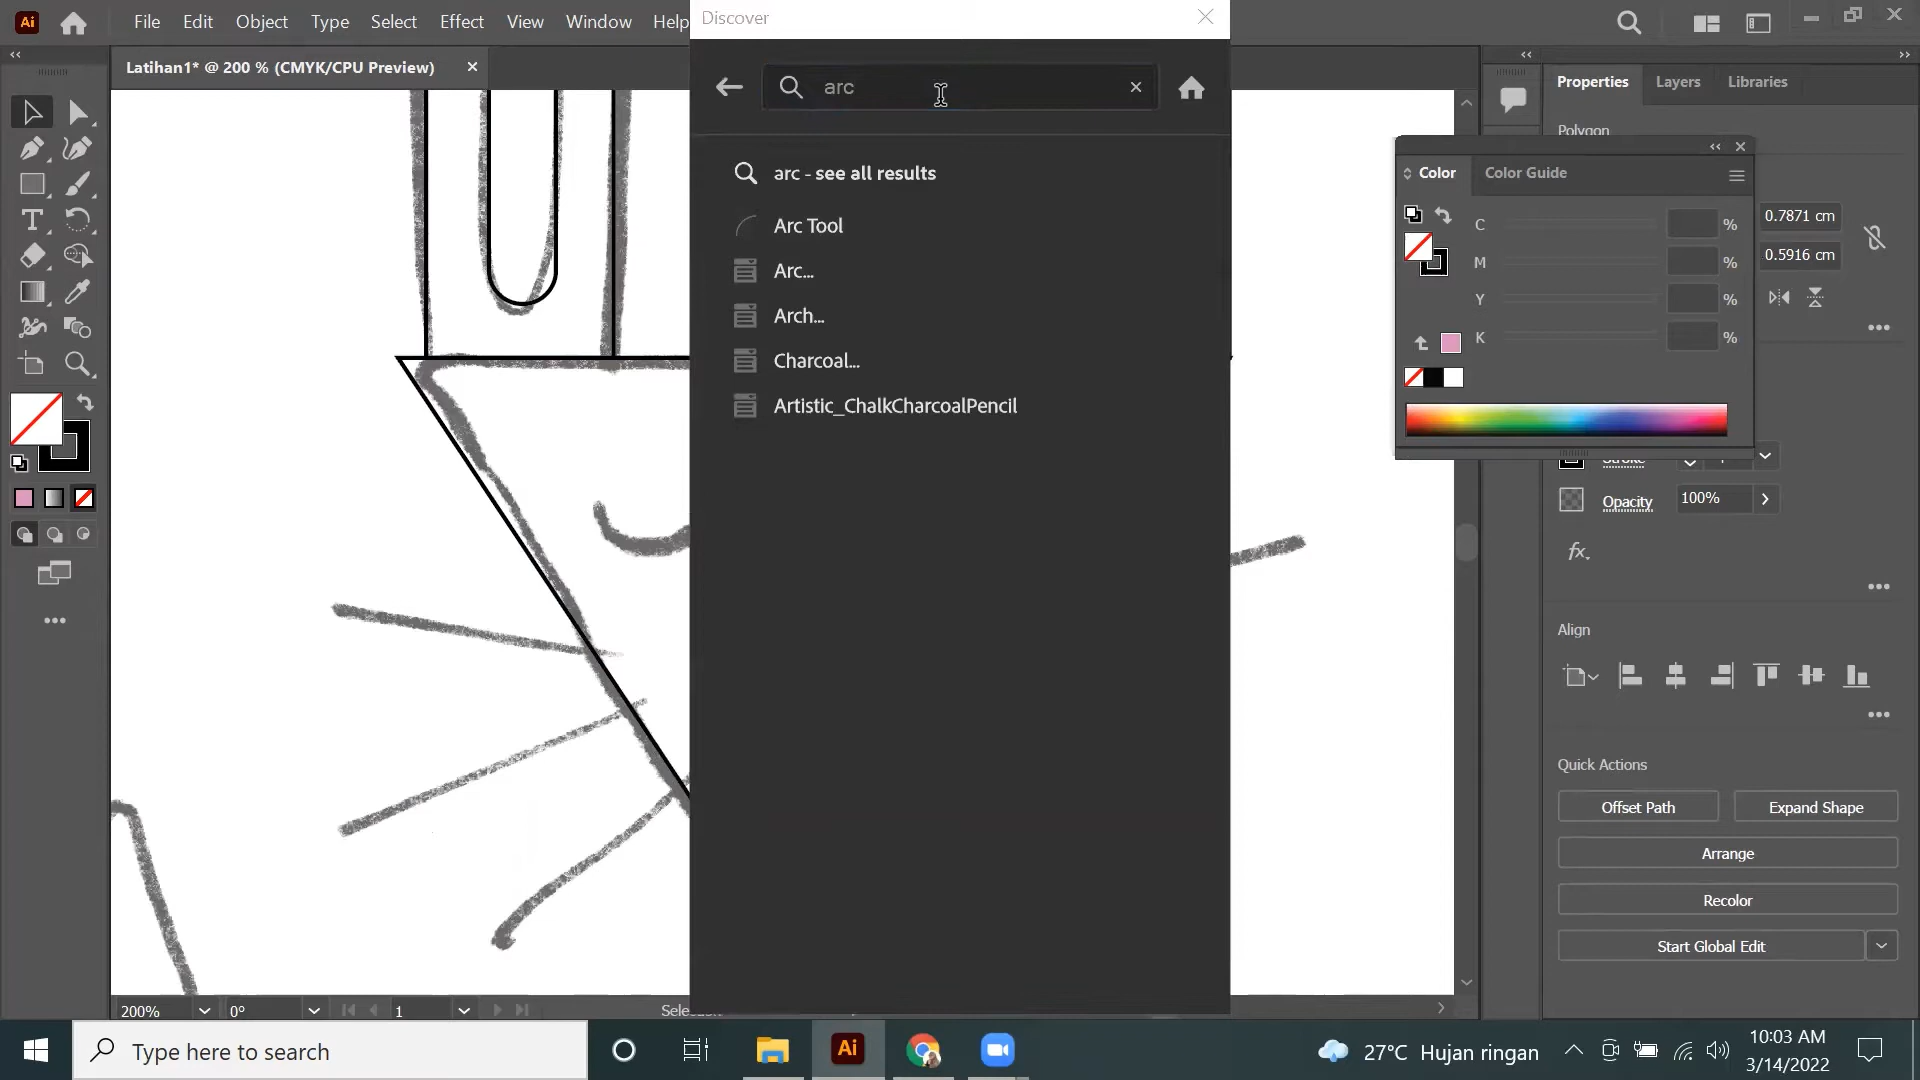 Ai File Edit Object Type Select Effect View Window Help
Discover
Latihan1* @ 200 % (CMYK/CPU Preview)
arc
arc - see all results
Arc Tool
Arc...
Arch...
Charcoal...
Artistic_ChalkCharcoalPencil
Properties Layers Libraries
Polygon
Color Color Guide
C %
M %
Y %
K %
0.7871 cm
0.5916 cm
Stroke
Opacity 100%
fx.
Align
Quick Actions
Offset Path Expand Shape
Arrange
Recolor
Start Global Edit
200% 0° 1
Type here to search
Ai
27°C Hujan ringan
10:03 AM
3/14/2022